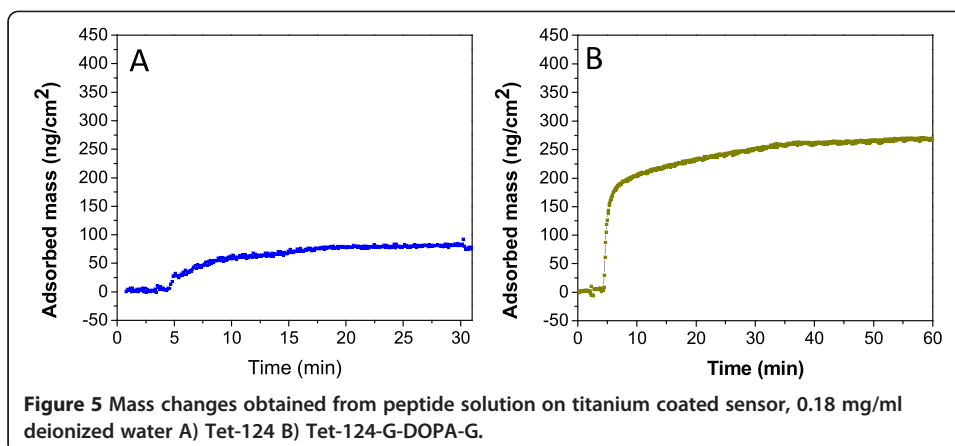 A
B
450
400
350
300
250
200
150
100
50
0
-50
Adsorbed mass (ng/cm²)
0 5 10 15 20 25 30
Time (min)
450
400
350
300
250
200
150
100
50
0
-50
Adsorbed mass (ng/cm²)
0 10 20 30 40 50 60
Time (min)
Figure 5 Mass changes obtained from peptide solution on titanium coated sensor, 0.18 mg/ml
deionized water A) Tet-124 B) Tet-124-G-DOPA-G.